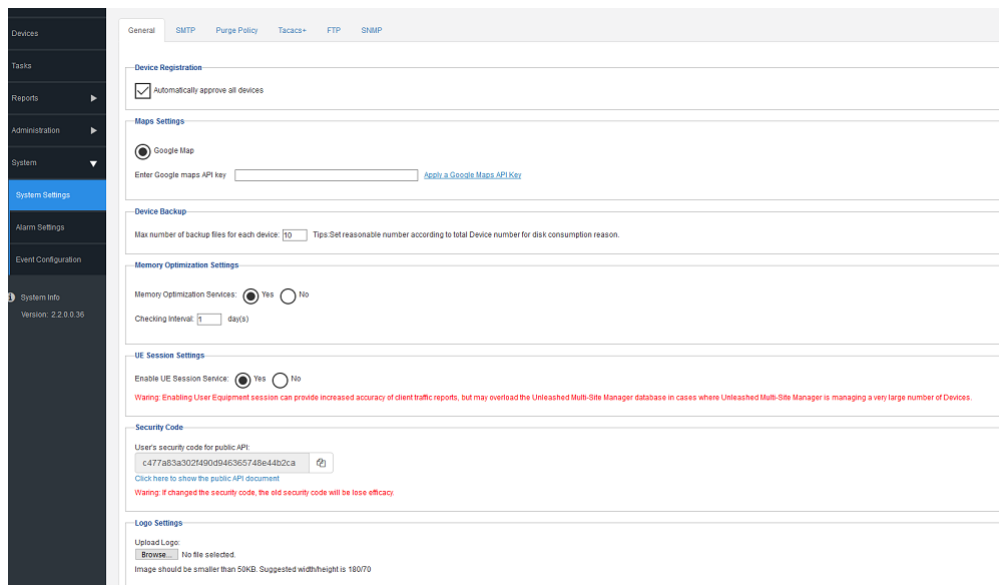 Devices
Tasks
Reports
Administration
System
System Settings
Alarm Settings
Event Configuration
System Info
Version: 2.2.0.0.36
General SMTP Purge Policy Tacacs+ FTP SNMP
Device Registration
Automatically approve all devices
Maps Settings
Google Map
Enter Google maps API key Apply a Google Maps API Key
Device Backup
Max number of backup files for each device: 10 Tips:Set reasonable number according to total Device number for disk consumption reason.
Memory Optimization Settings
Memory Optimization Services: Yes No
Checking Interval: 1 day(s)
UE Session Settings
Enable UE Session Service: Yes No
Waring: Enabling User Equipment session can provide increased accuracy of client traffic reports, but may overload the Unleashed Multi-Site Manager database in cases where Unleashed Multi-Site Manager is managing a very large number of Devices.
Security Code
User's security code for public API:
c477a83a302f490d946365748e44b2ca
Click here to show the public API document
Waring: If changed the security code, the old security code will be lose efficacy.
Logo Settings
Upload Logo:
Browse... No file selected.
Image should be smaller than 50KB. Suggested width/height is 180/70